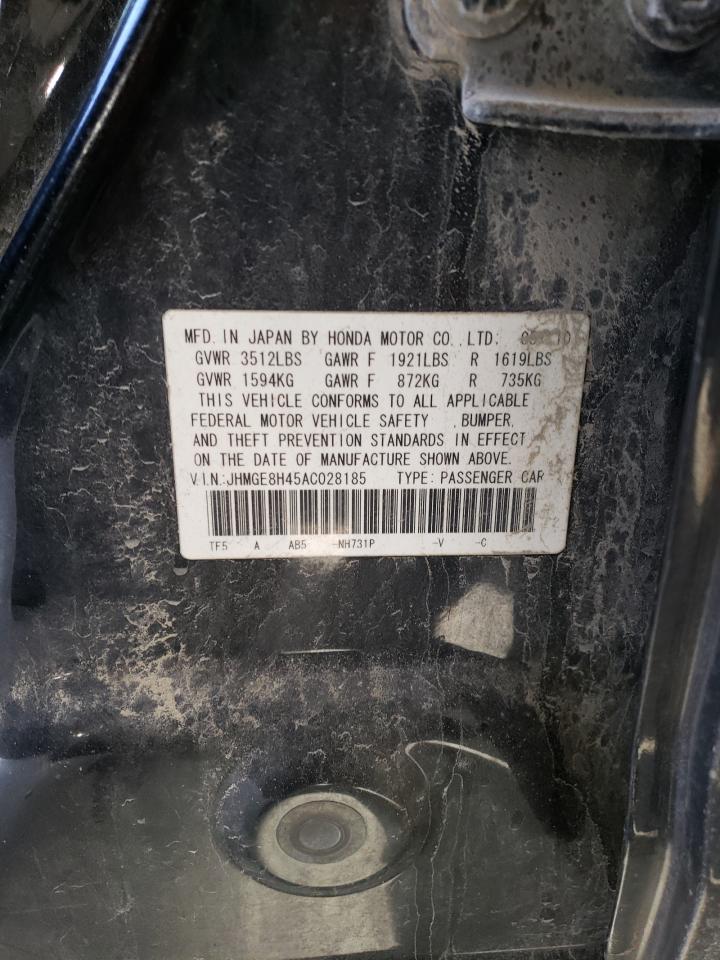 MFD. IN JAPAN BY HONDA MOTOR CO.,LTD:
GVWR 3512LBS GAWR F 1921LBS R 1619LBS
GVWR 1594KG GAWR F 872KG R 735KG
THIS VEHICLE CONFORMS TO ALL APPLICABLE
FEDERAL MOTOR VEHICLE SAFETY ,BUMPER,
AND THEFT PREVENTION STANDARDS IN EFFECT
ON THE DATE OF MANUFACTURE SHOWN ABOVE.
V.I.N.:JHMGE8H45AC028185 TYPE: PASSENGER CAR
TF5 A AB5 -NH731P -V -C